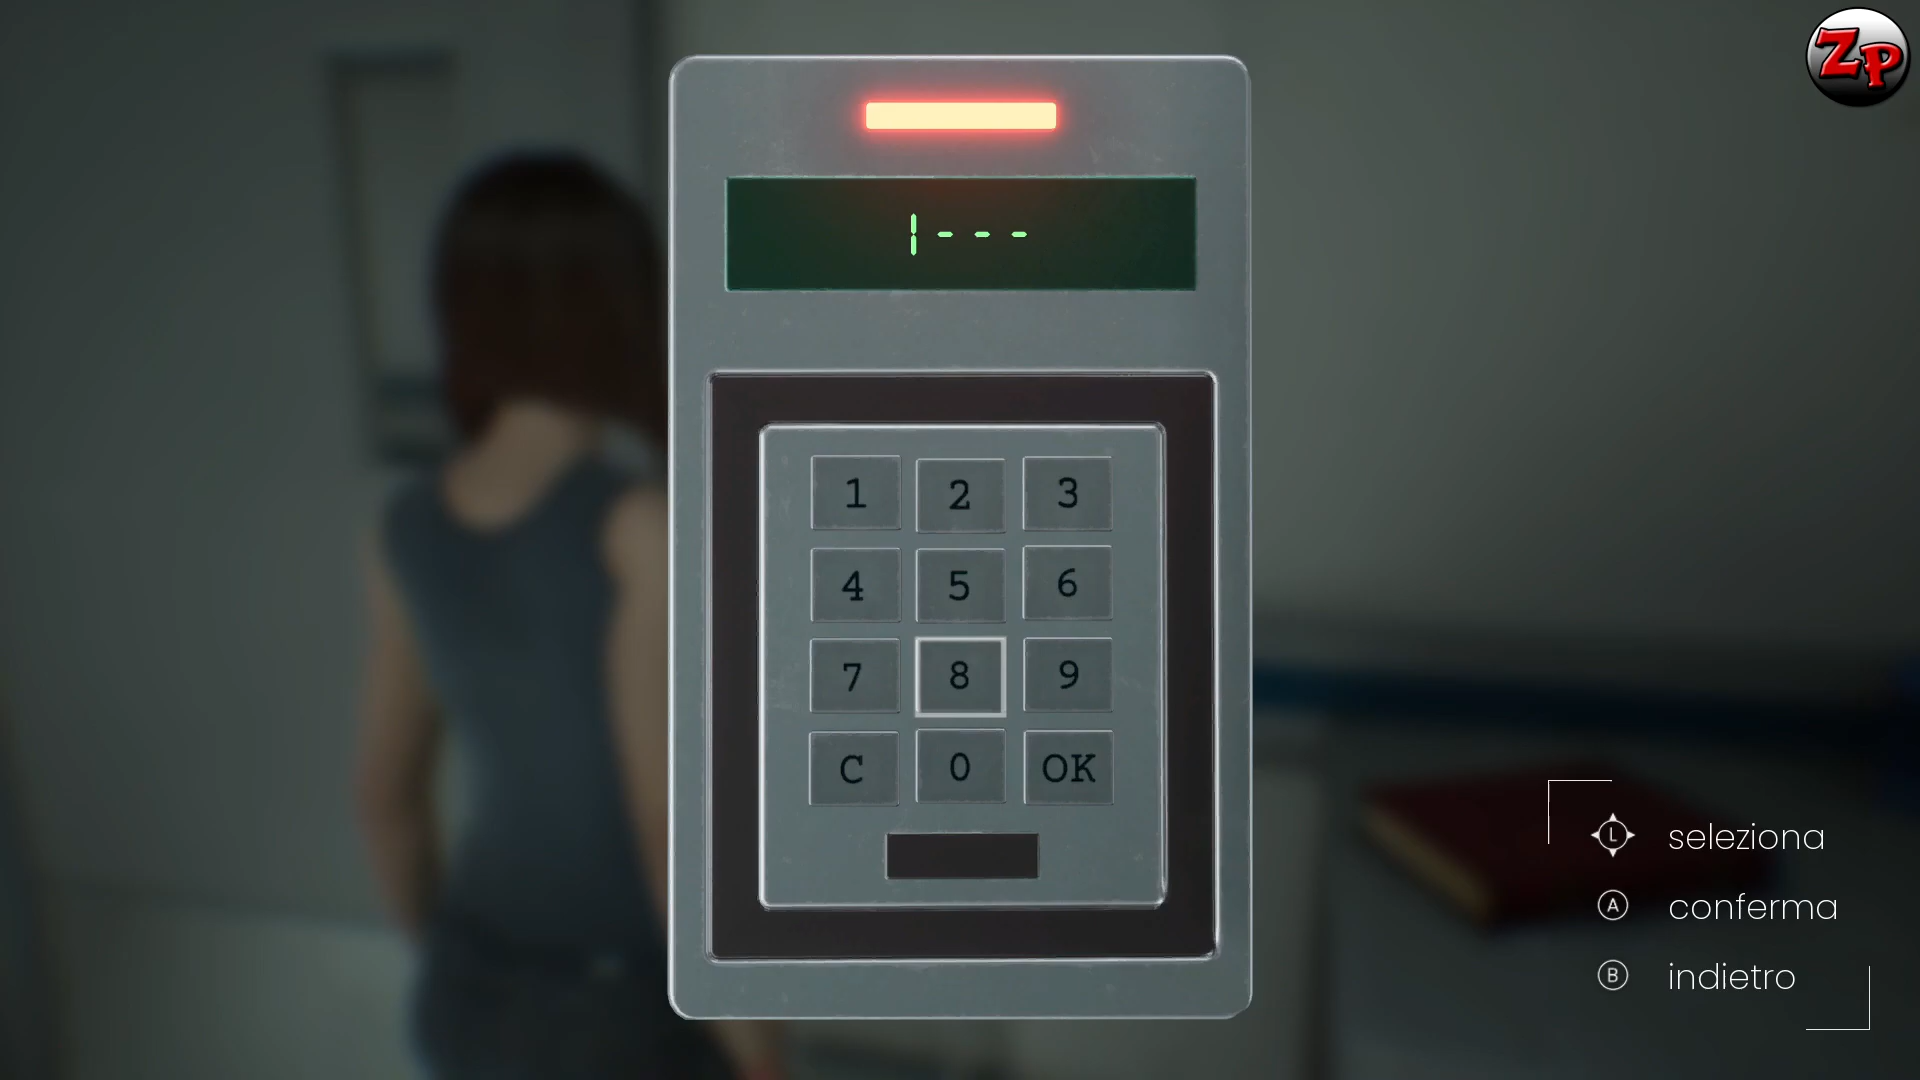 ZP
1---
1 2 3
4 5 6
7 8 9
C 0 OK
L seleziona
A conferma
B indietro